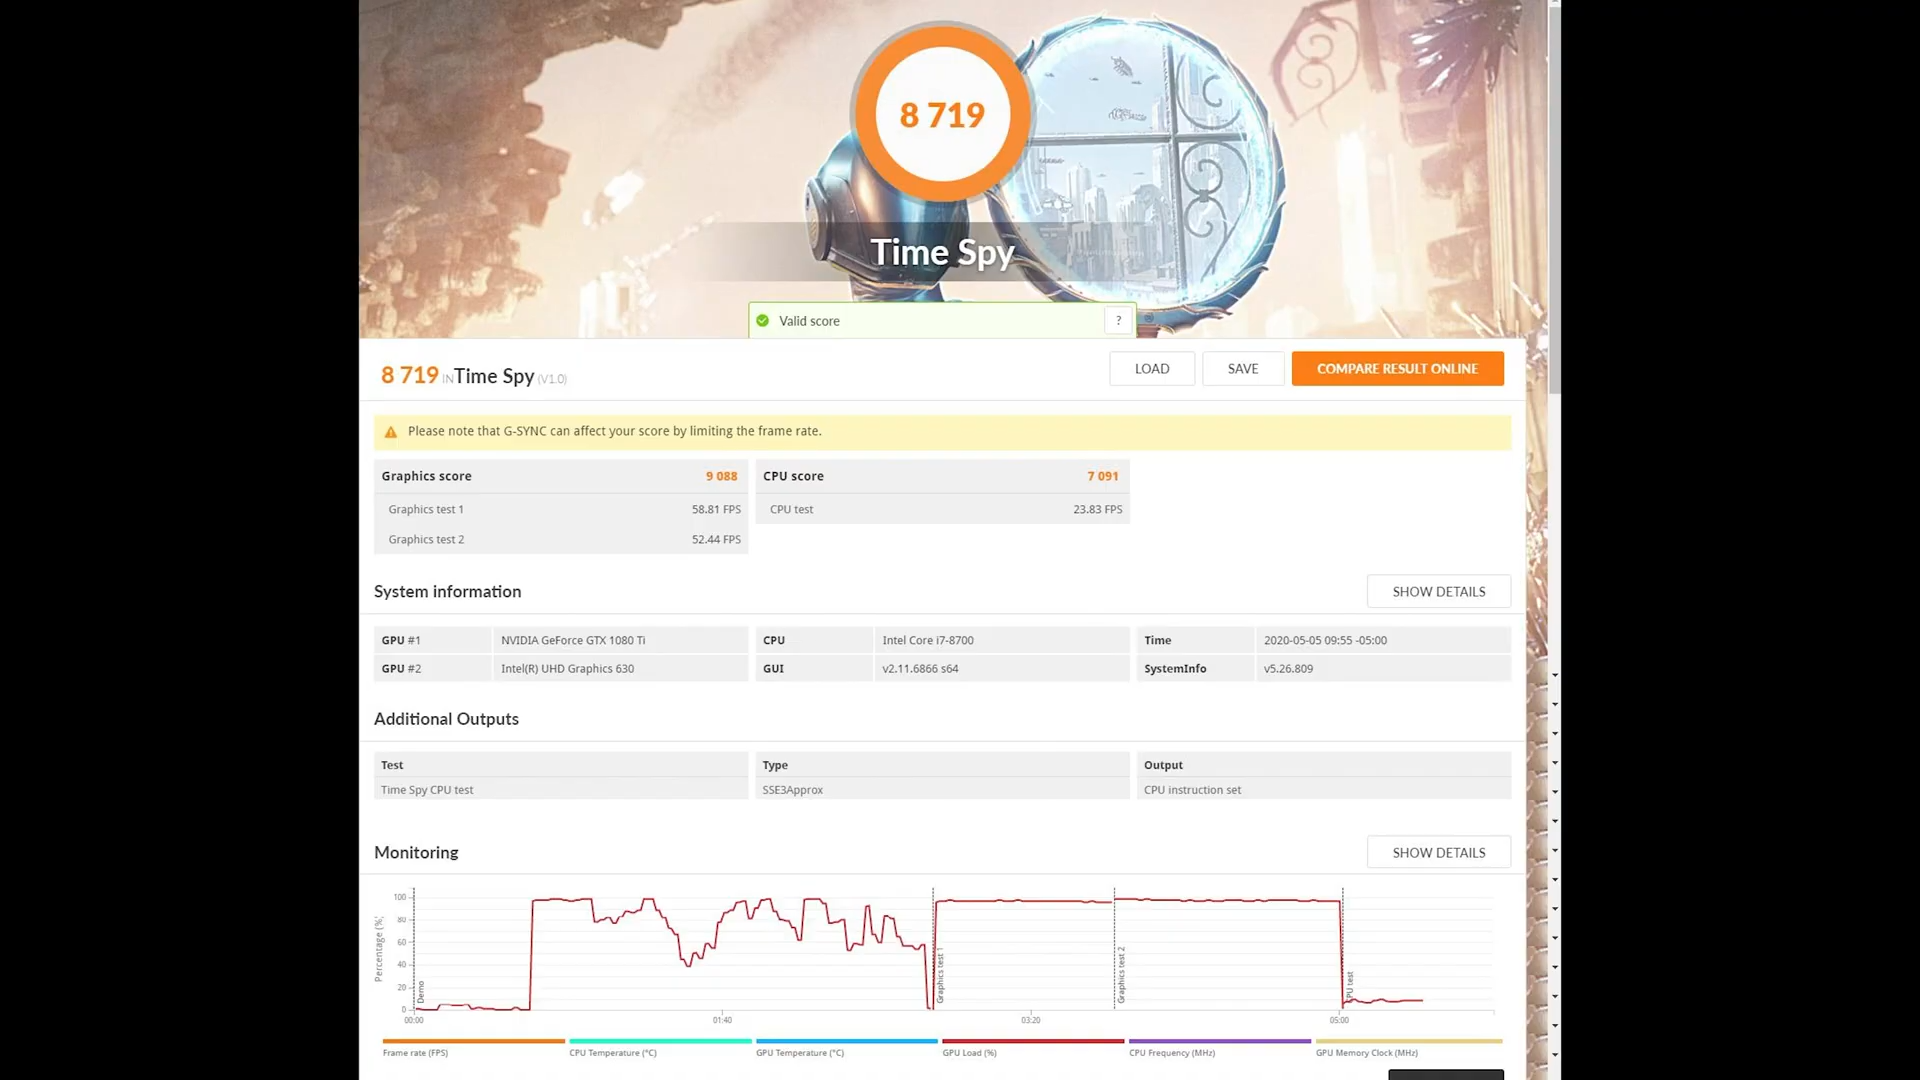 8 719
Time Spy
Valid score
?
8 719 IN Time Spy (V1.0)
LOAD
SAVE
COMPARE RESULT ONLINE
Please note that G-SYNC can affect your score by limiting the frame rate.
Graphics score 9 088
Graphics test 1 58.81 FPS
Graphics test 2 52.44 FPS
CPU score 7 091
CPU test 23.83 FPS
System information
SHOW DETAILS
GPU #1 NVIDIA GeForce GTX 1080 Ti
GPU #2 Intel(R) UHD Graphics 630
CPU Intel Core i7-8700
GUI v2.11.6866 s64
Time 2020-05-05 09:55 -05:00
SystemInfo v5.26.809
Additional Outputs
Test Type Output
Time Spy CPU test SSE3Approx CPU instruction set
Monitoring
SHOW DETAILS
Percentage (%)
100
80
60
40
20
0
Demo
Graphics test 1
Graphics test 2
PU test
00:00 01:40 03:20 05:00
Frame rate (FPS) CPU Temperature (°C) GPU Temperature (°C) GPU Load (%) CPU Frequency (MHz) GPU Memory Clock (MHz)